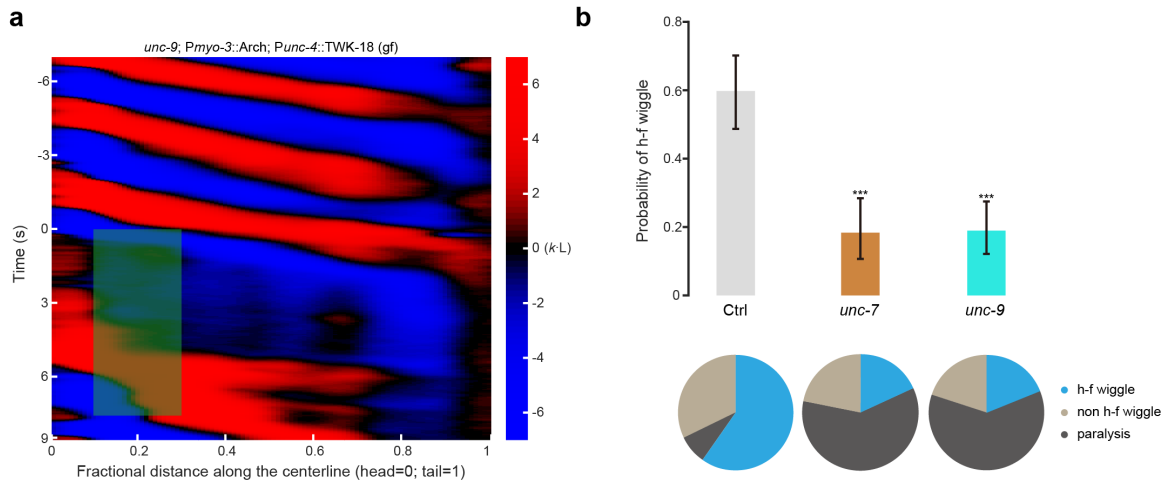 a
unc-9; Pmyo-3::Arch; Punc-4::TWK-18 (gf)
Time (s)
-6
-3
0
3
6
9
0
0.2
0.4
0.6
0.8
1
Fractional distance along the centerline (head=0; tail=1)
6
4
2
0 (k·L)
-2
-4
-6
b
Probability of h-f wiggle
0.8
0.6
0.4
0.2
0
***
***
Ctrl
unc-7
unc-9
h-f wiggle
non h-f wiggle
paralysis